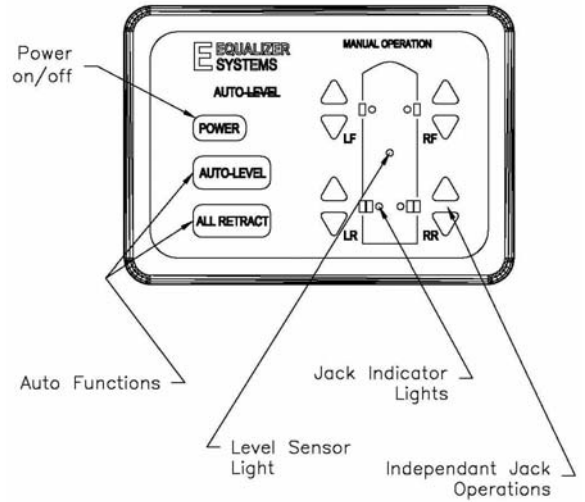 Power
on/off
EQUALIZER
SYSTEMS
AUTO-LEVEL
POWER
AUTO-LEVEL
ALL RETRACT
MANUAL OPERATION
LF
RF
LR
RR
Auto Functions
Level Sensor
Light
Jack Indicator
Lights
Independant Jack
Operations